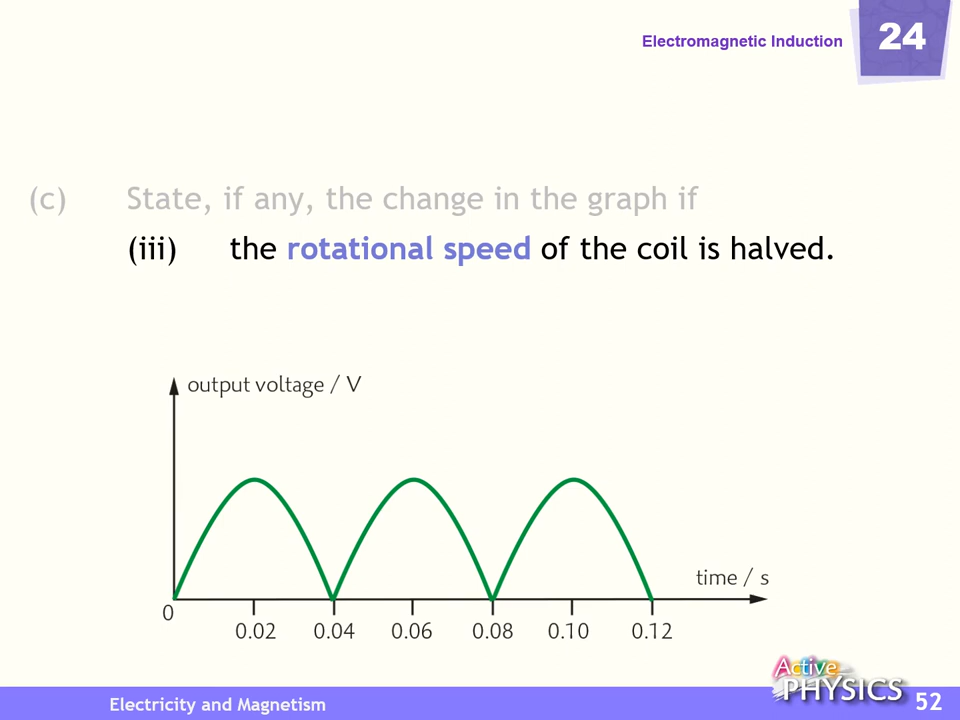 Electromagnetic Induction
24
(c) State, if any, the change in the graph if
(iii) the rotational speed of the coil is halved.
output voltage / V
time / s
0
0.02 0.04 0.06 0.08 0.10 0.12
Active
PHYSICS
Electricity and Magnetism
52